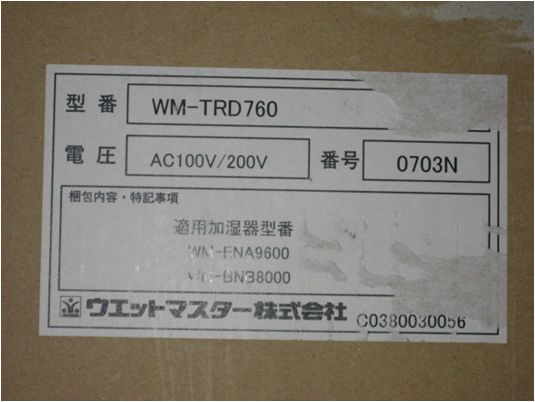 型番 WM-TRD760
電圧 AC100V/200V 番号 0703N
梱包内容・特記事項
適用加湿器型番
WM-ENA9600
WM-BNB8000
ウエットマスター株式会社 C0380030056